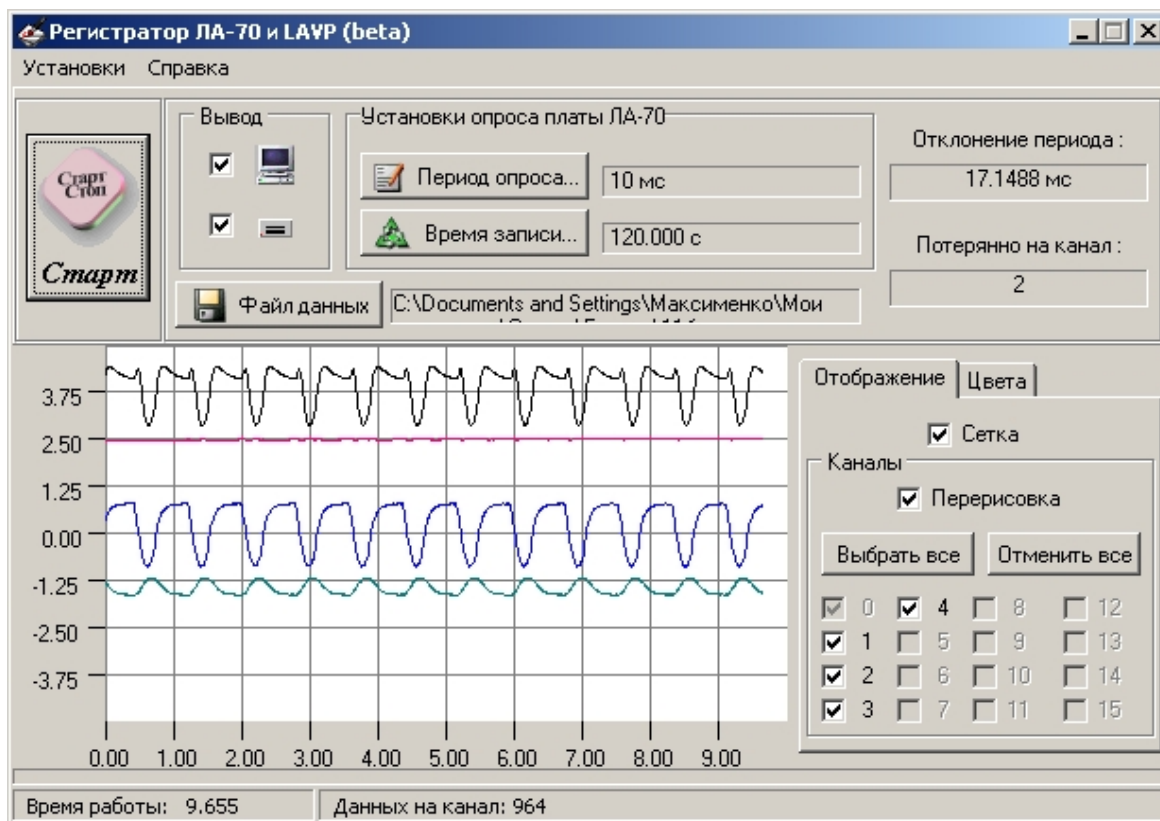 Регистратор ЛА-70 и LAVP (beta)
Установки Справка
Старт
Стоп
Старт
Вывод
Установки опроса платы ЛА-70
Период опроса...
10 мс
Время записи...
120.000 с
Файл данных
C:\Documents and Settings\Максименко\Мои
Отклонение периода :
17.1488 мс
Потерянно на канал :
2
3.75
2.50
1.25
0.00
-1.25
-2.50
-3.75
0.00 1.00 2.00 3.00 4.00 5.00 6.00 7.00 8.00 9.00
Отображение Цвета
Сетка
Каналы
Перерисовка
Выбрать все Отменить все
0 4 8 12
1 5 9 13
2 6 10 14
3 7 11 15
Время работы: 9.655 Данных на канал: 964